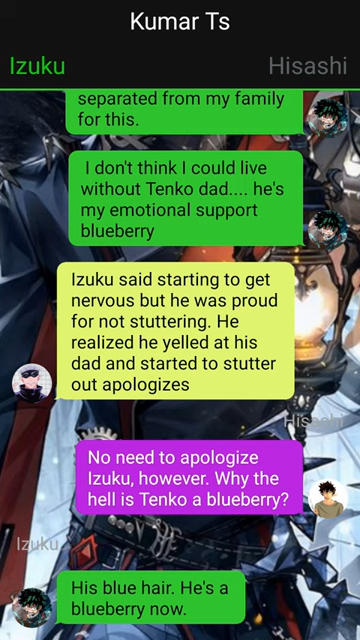 Kumar Ts
Izuku
Hisashi
separated from my family
for this.
I don't think I could live
without Tenko dad.... he's
my emotional support
blueberry
Izuku said starting to get
nervous but he was proud
for not stuttering. He
realized he yelled at his
dad and started to stutter
out apologizes
Hisashi
No need to apologize
Izuku, however. Why the
hell is Tenko a blueberry?
Izuku
His blue hair. He's a
blueberry now.